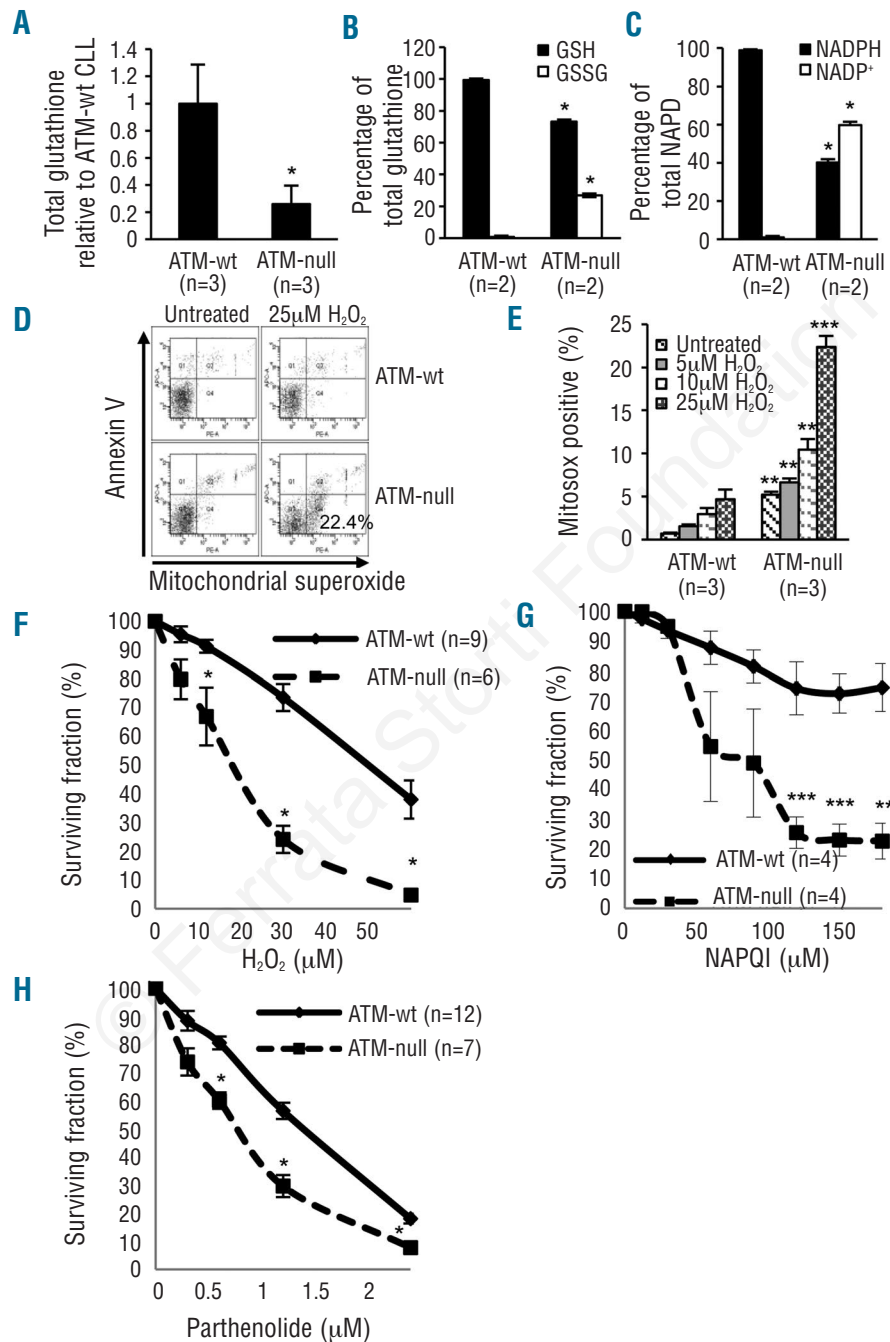 A
Total glutathione
relative to ATM-wt CLL
1.4
1.2
1
0.8
0.6
0.4
0.2
0
*
ATM-wt
(n=3)
ATM-null
(n=3)
B
Percentage of
total glutathione
120
100
80
60
40
20
0
GSH
GSSG
*
*
ATM-wt
(n=2)
ATM-null
(n=2)
C
Percentage of
total NAPD
100
80
60
40
20
0
NADPH
NADP⁺
*
*
ATM-wt
(n=2)
ATM-null
(n=2)
D
Untreated
25μM H₂O₂
Annexin V
ATM-wt
ATM-null
APC-A
Q1
Q2
Q4
PE-A
22.4%
Mitochondrial superoxide
E
Mitosox positive (%)
25
20
15
10
5
0
Untreated
5μM H₂O₂
10μM H₂O₂
25μM H₂O₂
**
**
**
***
ATM-wt
(n=3)
ATM-null
(n=3)
F
Surviving fraction (%)
100
90
80
70
60
50
40
30
20
10
0
ATM-wt (n=9)
ATM-null (n=6)
*
*
*
0 10 20 30 40 50
H₂O₂ (μM)
G
Surviving fraction (%)
100
90
80
70
60
50
40
30
20
10
0
*** *** **
ATM-wt (n=4)
ATM-null (n=4)
0 50 100 150
NAPQI (μM)
H
Surviving fraction (%)
100
90
80
70
60
50
40
30
20
10
0
ATM-wt (n=12)
ATM-null (n=7)
*
*
*
0 0.5 1 1.5 2
Parthenolide (μM)
© Ferrata Storti Foundation